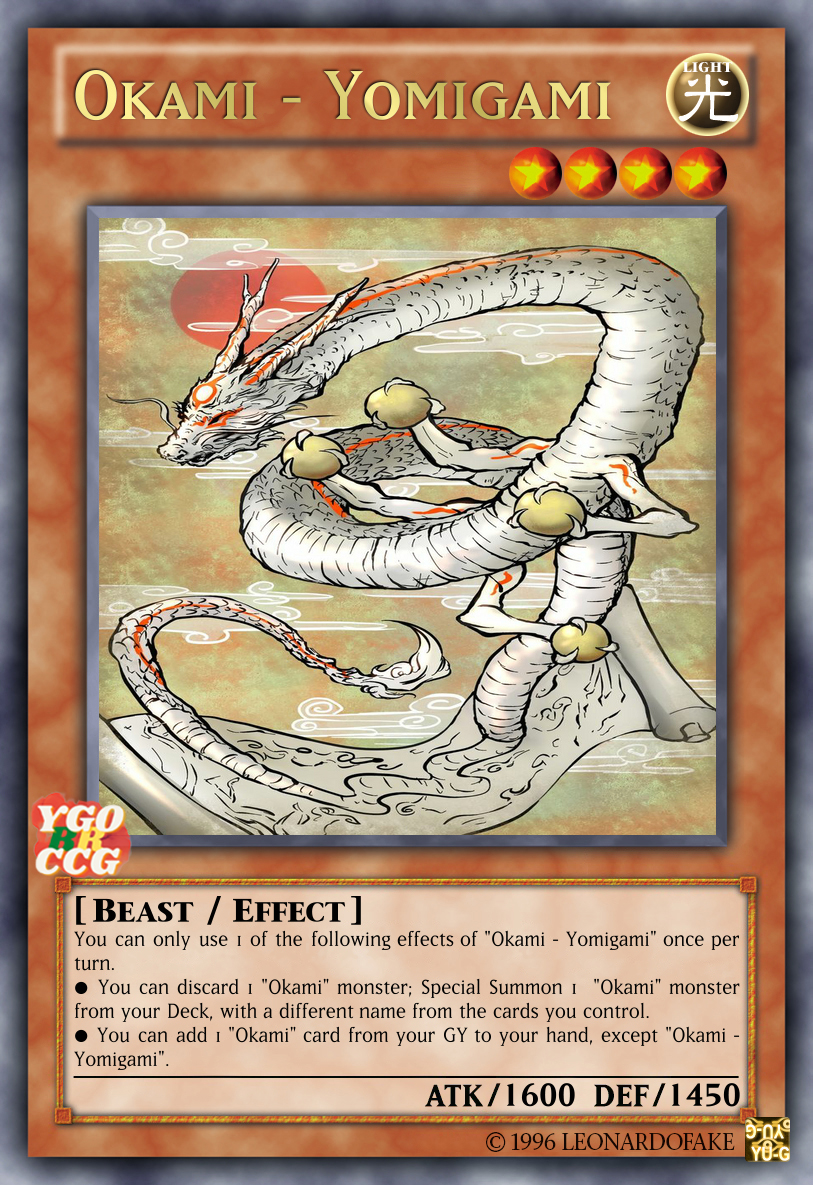 Okami - Yomigami
LIGHT
光
YGO
BR
CCG
[ Beast / Effect ]
You can only use 1 of the following effects of "Okami - Yomigami" once per
turn.
● You can discard 1 "Okami" monster; Special Summon 1 "Okami" monster
from your Deck, with a different name from the cards you control.
● You can add 1 "Okami" card from your GY to your hand, except "Okami -
Yomigami".
ATK/1600 DEF/1450
© 1996 LEONARDOFAKE
YU-G